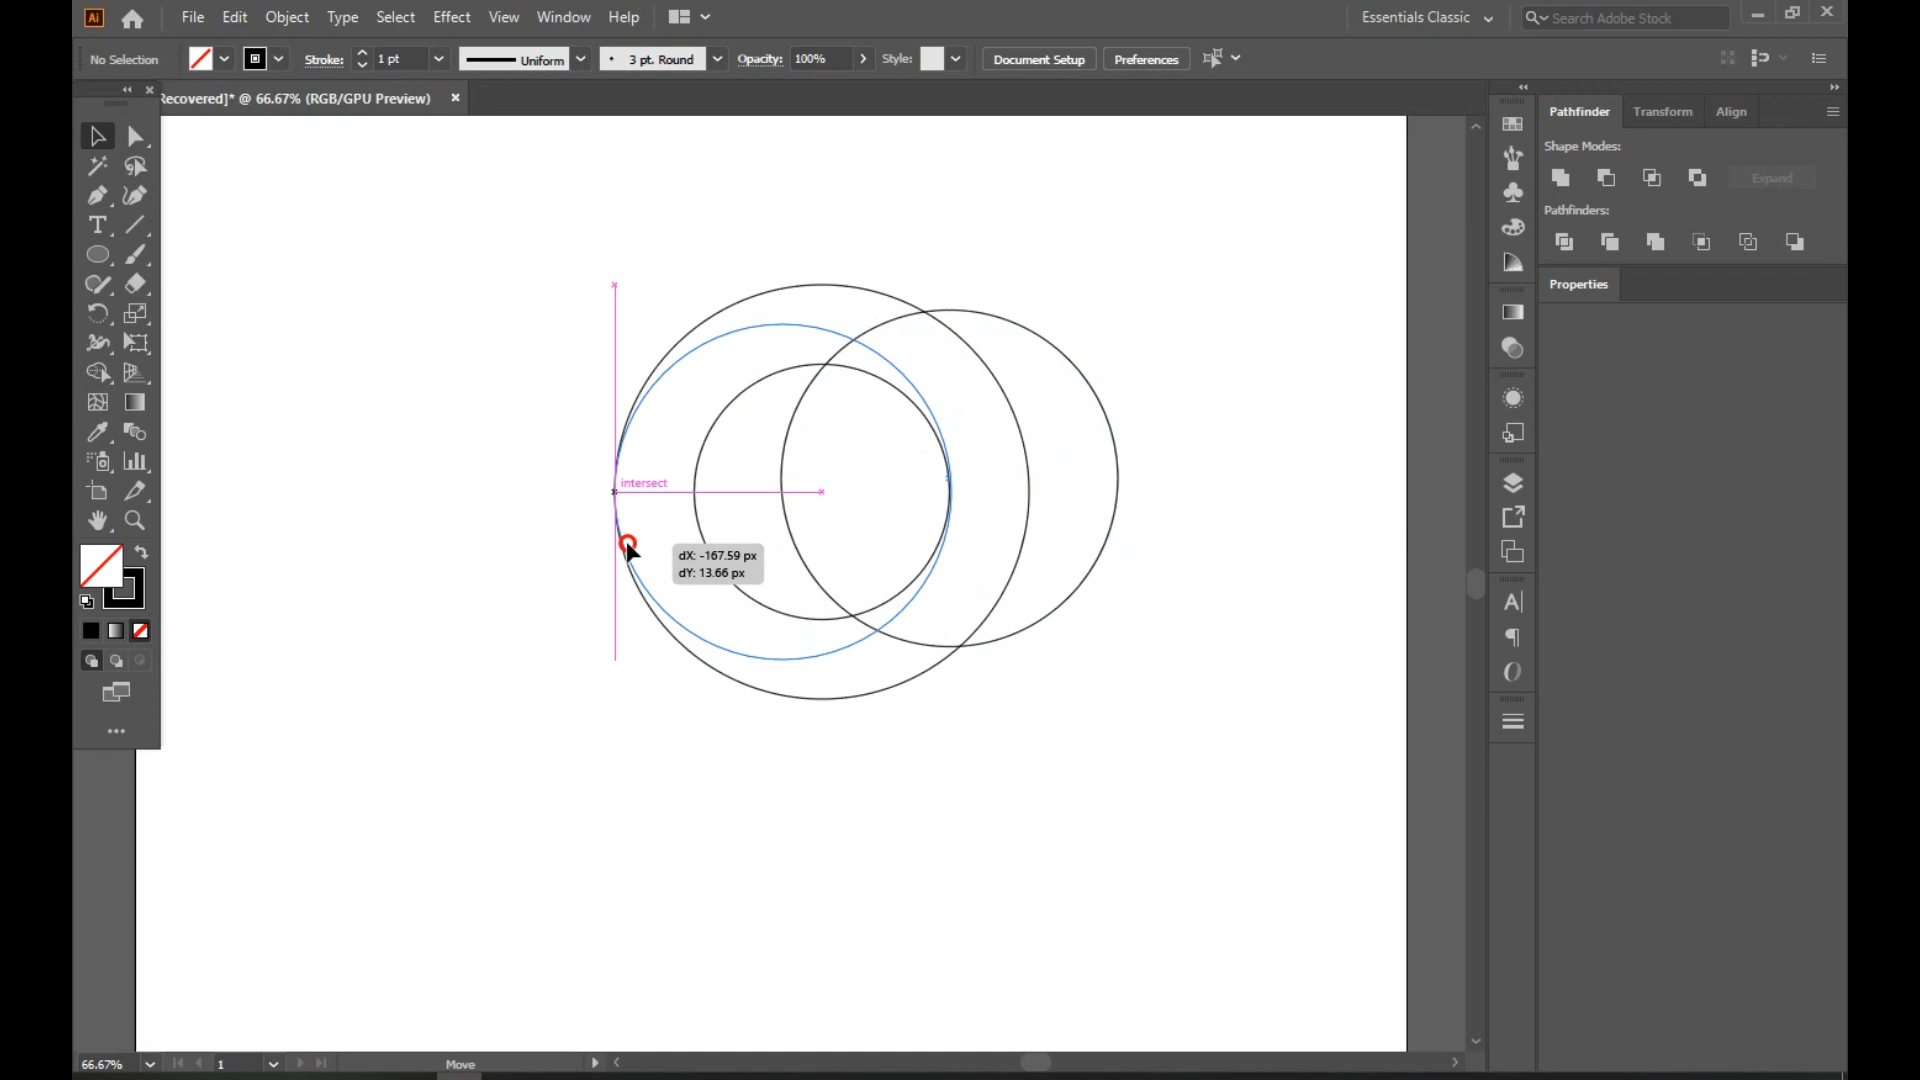 Ai File Edit Object Type Select Effect View Window Help Essentials Classic Search Adobe Stock
No Selection Stroke: 1 pt Uniform 3 pt. Round Opacity: 100% Style: Document Setup Preferences
Recovered]* @ 66.67% (RGB/GPU Preview)
Pathfinder Transform Align
Shape Modes:
Expand
Pathfinders:
Properties
intersect
dX: -167.59 px
dY: 13.66 px
66.67% 1 Move